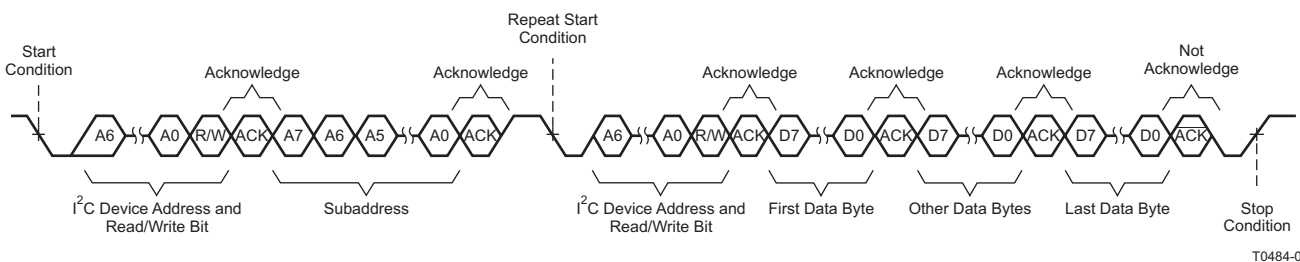 Repeat Start
Condition
Start
Condition
Acknowledge
Acknowledge
Acknowledge
Acknowledge
Acknowledge
Not
Acknowledge
A6 A0 R/W ACK A7 A6 A5 A0 ACK A6 A0 R/W ACK D7 D0 ACK D7 D0 ACK D7 D0 ACK
I²C Device Address and
Read/Write Bit
Subaddress
I²C Device Address and
Read/Write Bit
First Data Byte
Other Data Bytes
Last Data Byte
Stop
Condition
T0484-0